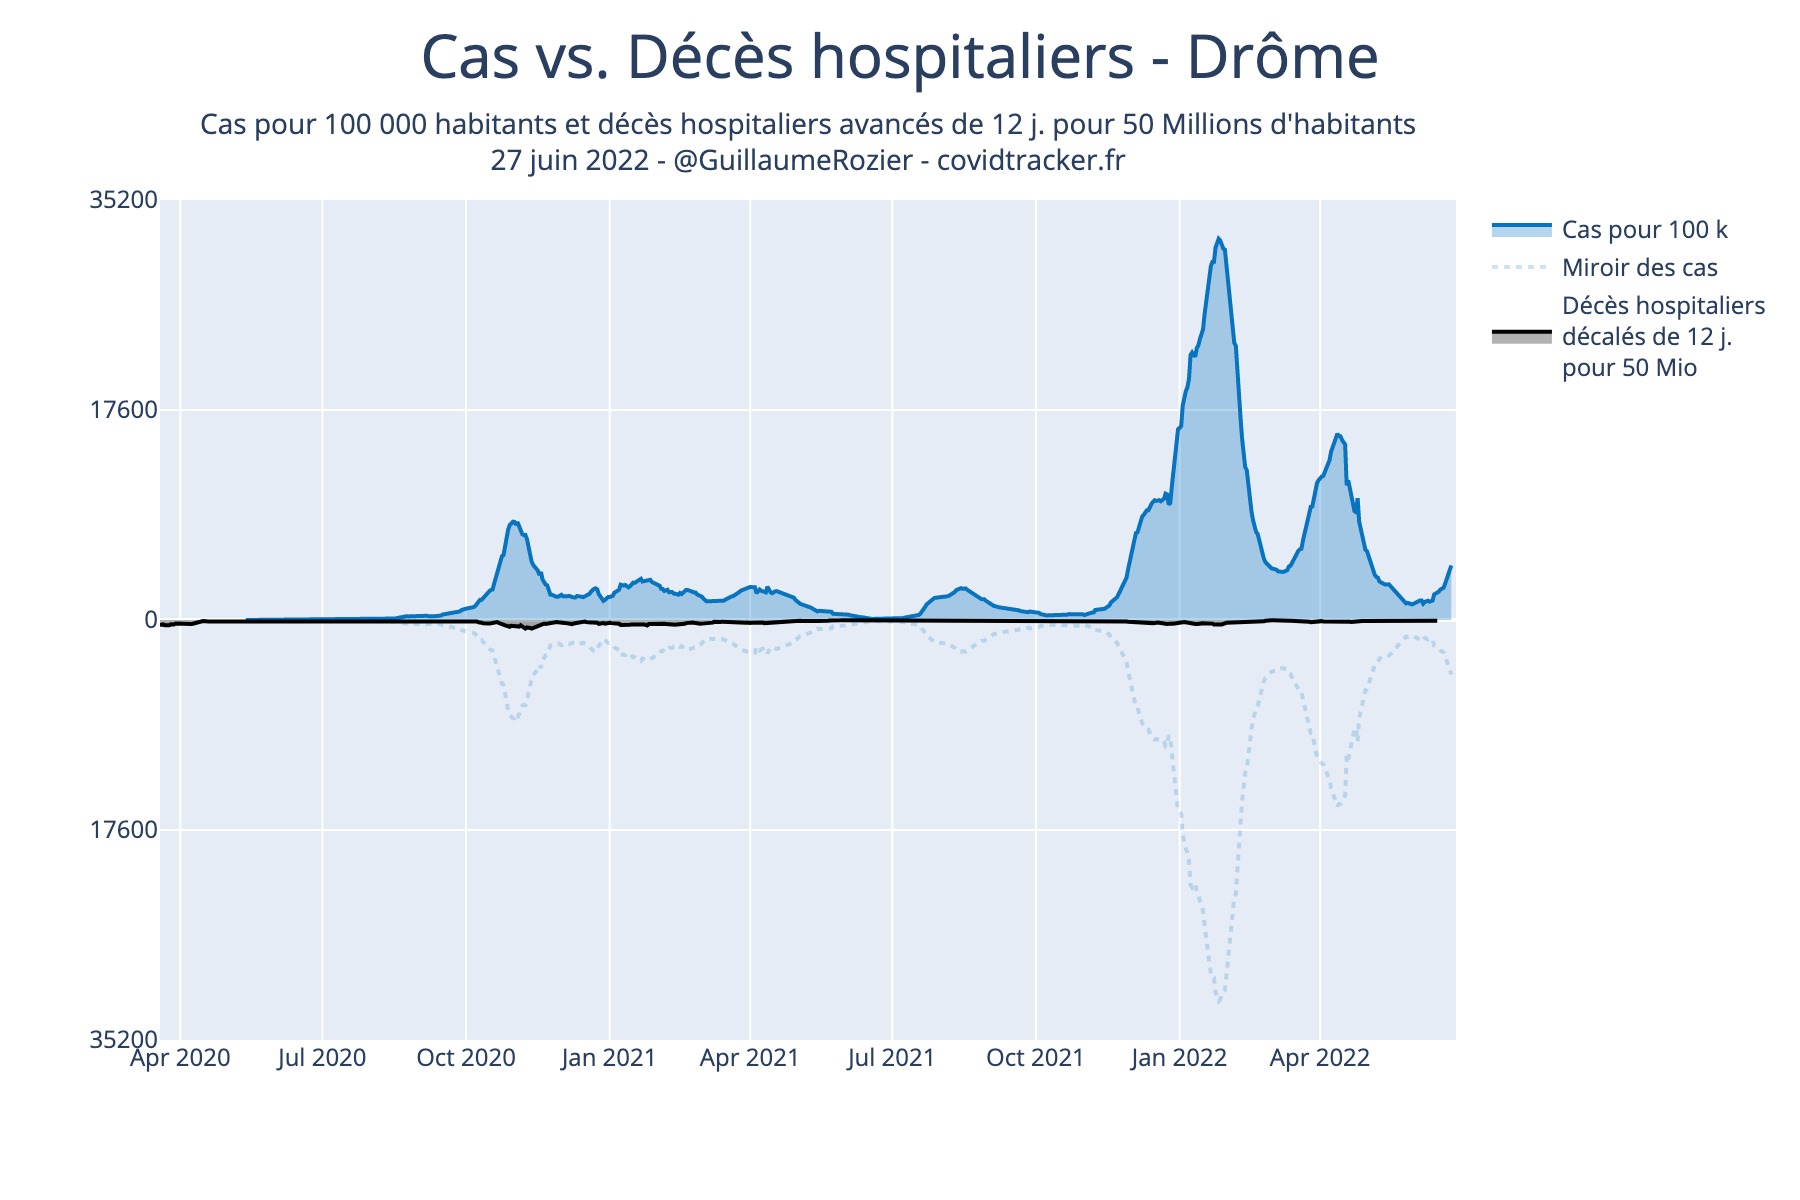 Cas vs. Décès hospitaliers - Drôme
Cas pour 100 000 habitants et décès hospitaliers avancés de 12 j. pour 50 Millions d'habitants
27 juin 2022 - @GuillaumeRozier - covidtracker.fr
35200
17600
0
17600
35200
Apr 2020
Jul 2020
Oct 2020
Jan 2021
Apr 2021
Jul 2021
Oct 2021
Jan 2022
Apr 2022
Cas pour 100 k
Miroir des cas
Décès hospitaliers
décalés de 12 j.
pour 50 Mio